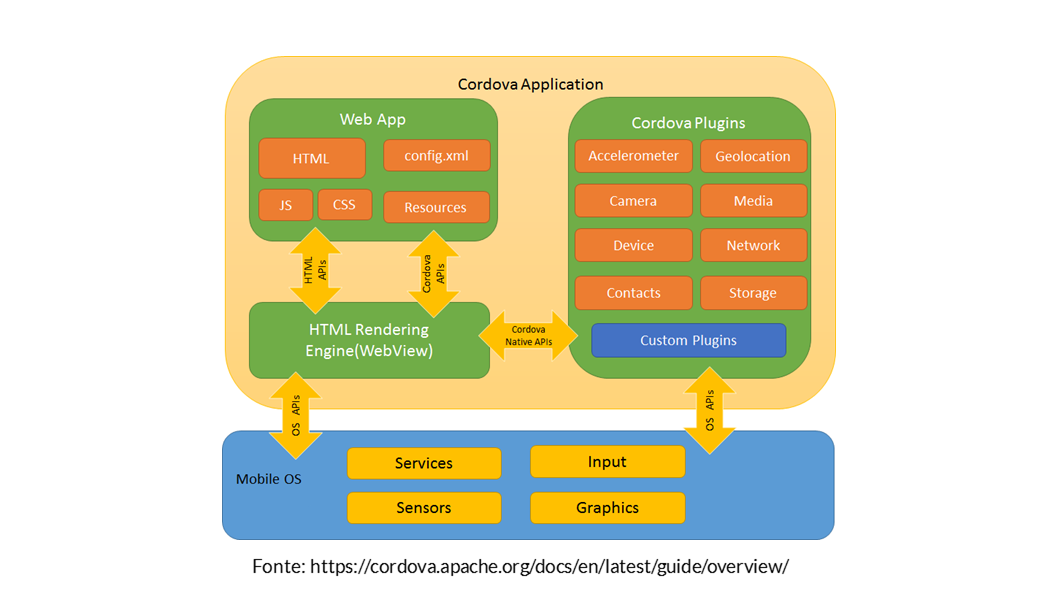 Cordova Application
Web App
HTML
config.xml
JS
CSS
Resources
Cordova Plugins
Accelerometer
Geolocation
Camera
Media
Device
Network
Contacts
Storage
Custom Plugins
HTML
APIs
Cordova
APIs
HTML Rendering
Engine(WebView)
Cordova
Native APIs
OS APIs
OS APIs
Mobile OS
Services
Input
Sensors
Graphics
Fonte: https://cordova.apache.org/docs/en/latest/guide/overview/